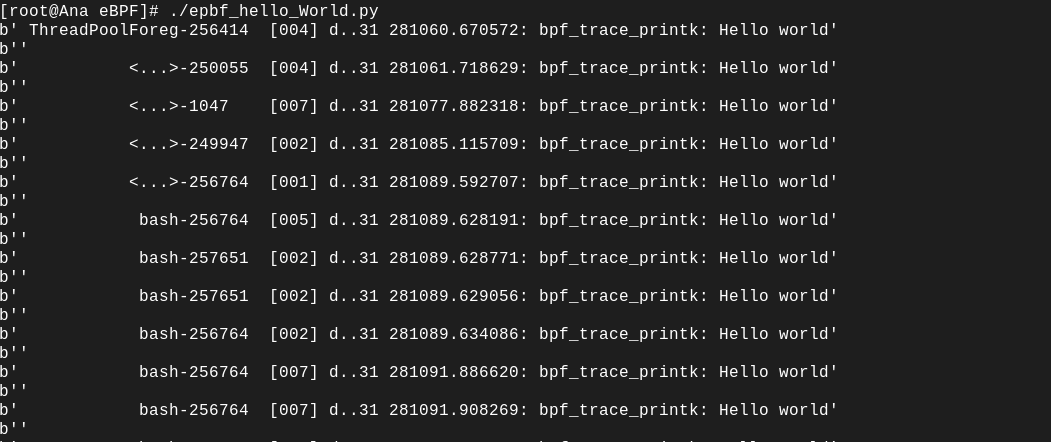 [root@Ana eBPF]# ./epbf_hello_World.py
b' ThreadPoolForeg-256414  [004] d..31 281060.670572: bpf_trace_printk: Hello world'
b''
b'           <...>-250055  [004] d..31 281061.718629: bpf_trace_printk: Hello world'
b''
b'           <...>-1047    [007] d..31 281077.882318: bpf_trace_printk: Hello world'
b''
b'           <...>-249947  [002] d..31 281085.115709: bpf_trace_printk: Hello world'
b''
b'           <...>-256764  [001] d..31 281089.592707: bpf_trace_printk: Hello world'
b''
b'            bash-256764  [005] d..31 281089.628191: bpf_trace_printk: Hello world'
b''
b'            bash-257651  [002] d..31 281089.628771: bpf_trace_printk: Hello world'
b''
b'            bash-257651  [002] d..31 281089.629056: bpf_trace_printk: Hello world'
b''
b'            bash-256764  [002] d..31 281089.634086: bpf_trace_printk: Hello world'
b''
b'            bash-256764  [007] d..31 281091.886620: bpf_trace_printk: Hello world'
b''
b'            bash-256764  [007] d..31 281091.908269: bpf_trace_printk: Hello world'
b''